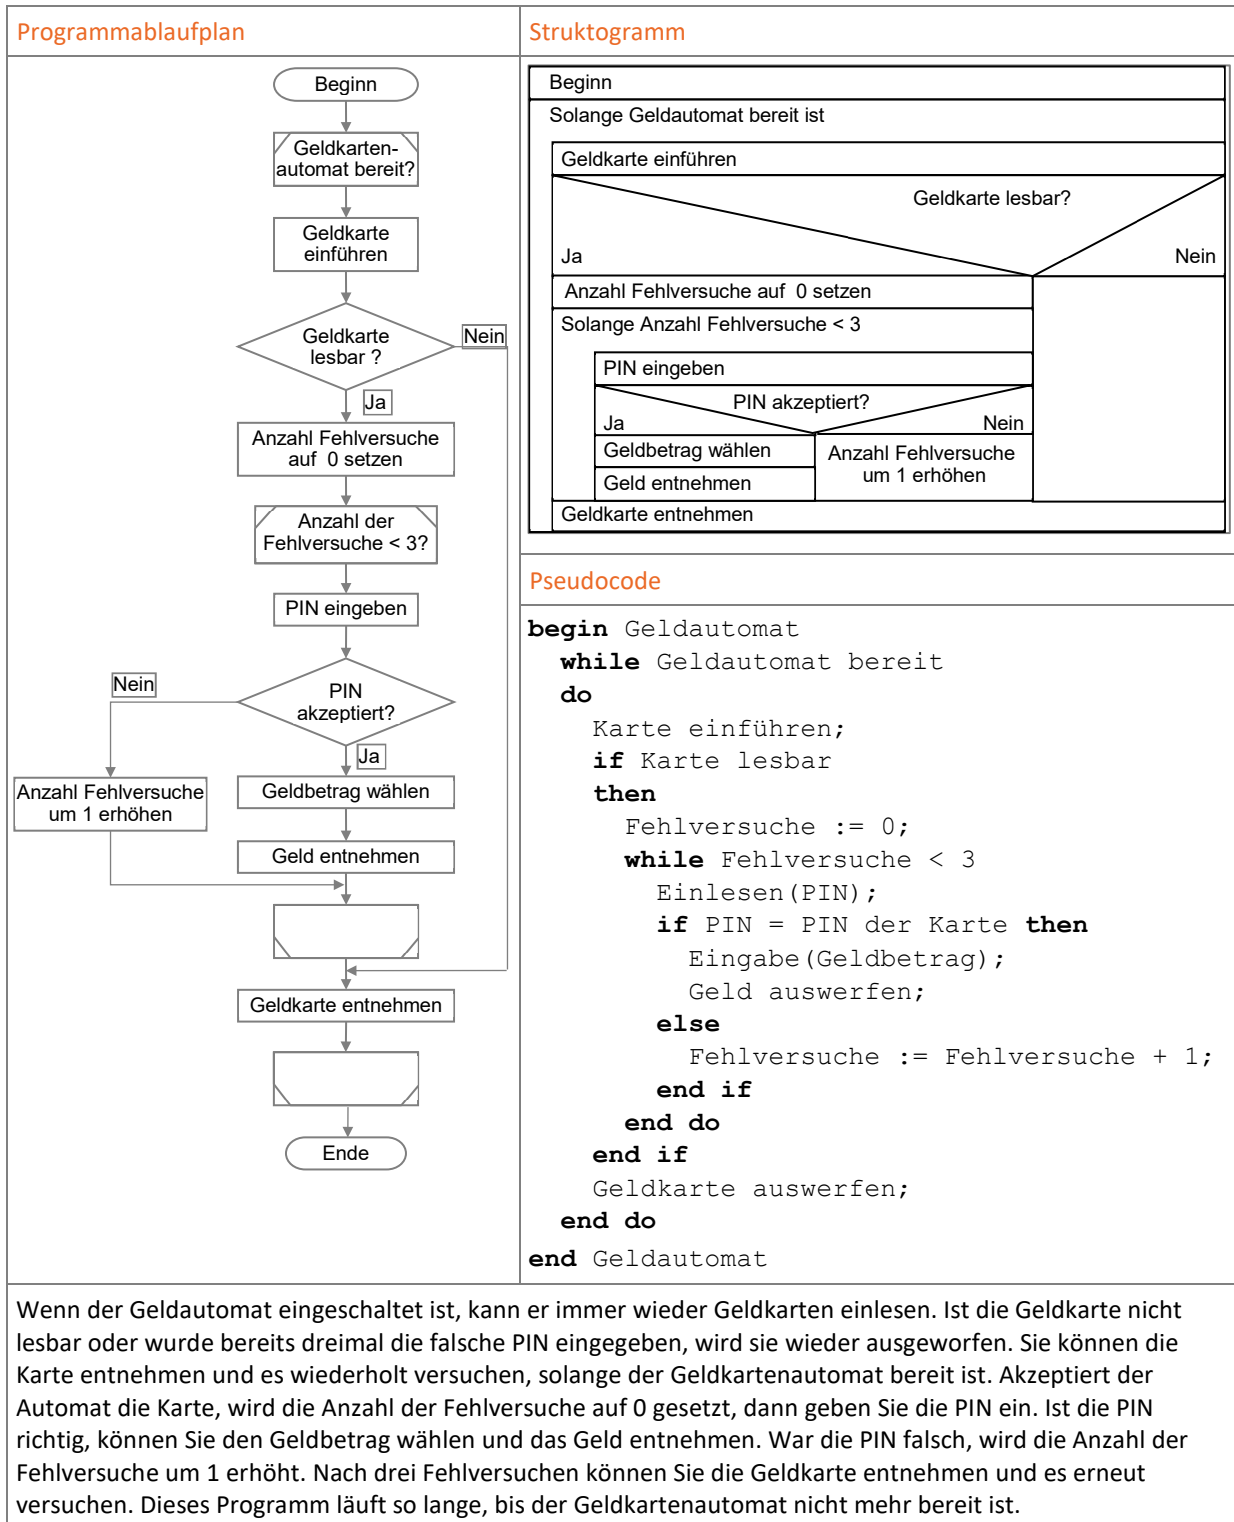 Programmablaufplan
Beginn
Geldkarten-
automat bereit?
Geldkarte
einführen
Geldkarte
lesbar ?
Nein
Ja
Anzahl Fehlversuche
auf 0 setzen
Anzahl der
Fehlversuche < 3?
PIN eingeben
Nein
PIN
akzeptiert?
Ja
Anzahl Fehlversuche
um 1 erhöhen
Geldbetrag wählen
Geld entnehmen
Geldkarte entnehmen
Ende
Struktogramm
Beginn
Solange Geldautomat bereit ist
Geldkarte einführen
Geldkarte lesbar?
Ja
Nein
Anzahl Fehlversuche auf 0 setzen
Solange Anzahl Fehlversuche < 3
PIN eingeben
PIN akzeptiert?
Ja
Nein
Geldbetrag wählen
Geld entnehmen
Anzahl Fehlversuche
um 1 erhöhen
Geldkarte entnehmen
Pseudocode
begin Geldautomat
while Geldautomat bereit
do
Karte einführen;
if Karte lesbar
then
Fehlversuche := 0;
while Fehlversuche < 3
Einlesen(PIN);
if PIN = PIN der Karte then
Eingabe(Geldbetrag);
Geld auswerfen;
else
Fehlversuche := Fehlversuche + 1;
end if
end do
end if
Geldkarte auswerfen;
end do
end Geldautomat
Wenn der Geldautomat eingeschaltet ist, kann er immer wieder Geldkarten einlesen. Ist die Geldkarte nicht
lesbar oder wurde bereits dreimal die falsche PIN eingegeben, wird sie wieder ausgeworfen. Sie können die
Karte entnehmen und es wiederholt versuchen, solange der Geldkartenautomat bereit ist. Akzeptiert der
Automat die Karte, wird die Anzahl der Fehlversuche auf 0 gesetzt, dann geben Sie die PIN ein. Ist die PIN
richtig, können Sie den Geldbetrag wählen und das Geld entnehmen. War die PIN falsch, wird die Anzahl der
Fehlversuche um 1 erhöht. Nach drei Fehlversuchen können Sie die Geldkarte entnehmen und es erneut
versuchen. Dieses Programm läuft so lange, bis der Geldkartenautomat nicht mehr bereit ist.